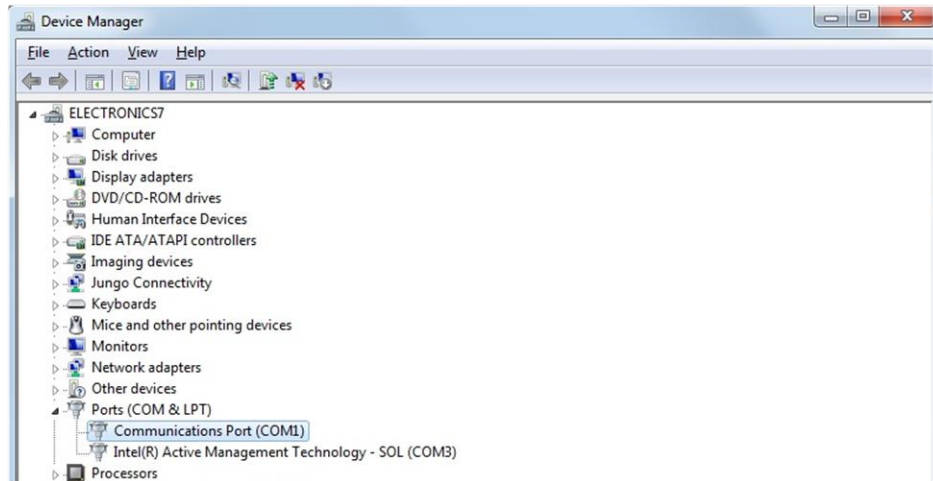 Device Manager
File Action View Help
ELECTRONICS7
Computer
Disk drives
Display adapters
DVD/CD-ROM drives
Human Interface Devices
IDE ATA/ATAPI controllers
Imaging devices
Jungo Connectivity
Keyboards
Mice and other pointing devices
Monitors
Network adapters
Other devices
Ports (COM & LPT)
Communications Port (COM1)
Intel(R) Active Management Technology - SOL (COM3)
Processors